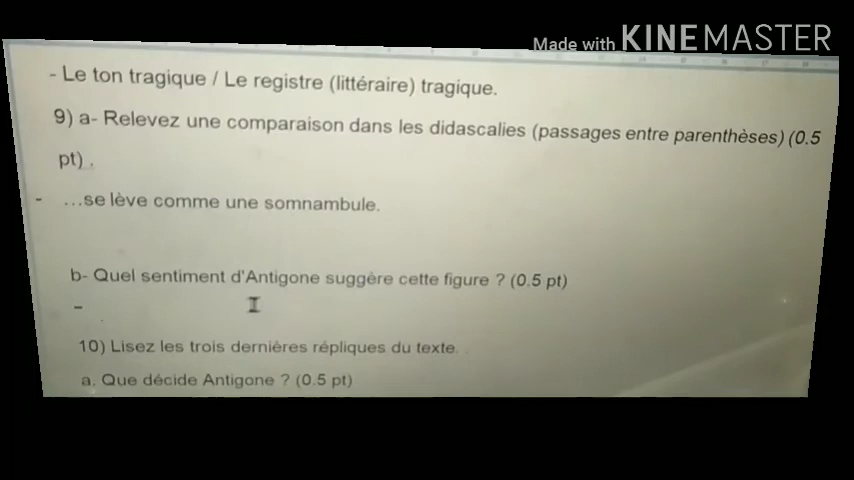 Made with KINEMASTER
- Le ton tragique / Le registre (littéraire) tragique.
9) a- Relevez une comparaison dans les didascalies (passages entre parenthèses) (0.5
pt) .
- ...se lève comme une somnambule.
b- Quel sentiment d'Antigone suggère cette figure ? (0.5 pt)
-
10) Lisez les trois dernières répliques du texte.
a. Que décide Antigone ? (0.5 pt)